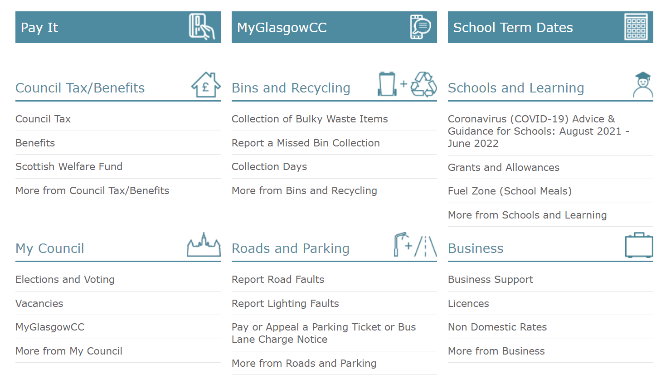 Pay It
MyGlasgowCC
School Term Dates
Council Tax/Benefits
£
Council Tax
Benefits
Scottish Welfare Fund
More from Council Tax/Benefits
Bins and Recycling
+
Collection of Bulky Waste Items
Report a Missed Bin Collection
Collection Days
More from Bins and Recycling
Schools and Learning
Coronavirus (COVID-19) Advice &
Guidance for Schools: August 2021 -
June 2022
Grants and Allowances
Fuel Zone (School Meals)
More from Schools and Learning
My Council
Elections and Voting
Vacancies
MyGlasgowCC
More from My Council
Roads and Parking
+
Report Road Faults
Report Lighting Faults
Pay or Appeal a Parking Ticket or Bus
Lane Charge Notice
More from Roads and Parking
Business
Business Support
Licences
Non Domestic Rates
More from Business